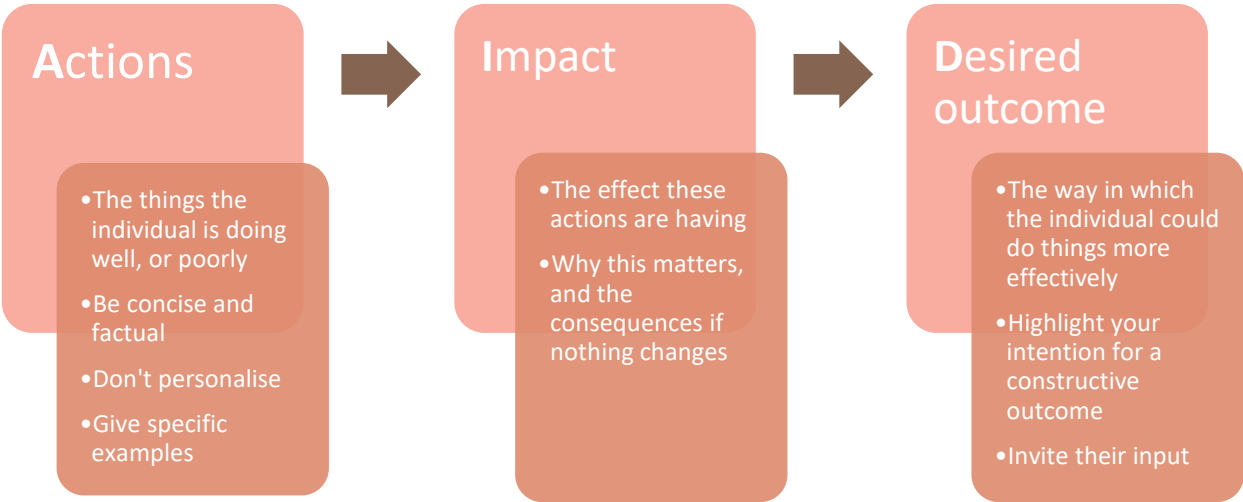 Actions
•The things the
individual is doing
well, or poorly
•Be concise and
factual
•Don't personalise
•Give specific
examples
Impact
•The effect these
actions are having
•Why this matters,
and the
consequences if
nothing changes
Desired
outcome
•The way in which
the individual could
do things more
effectively
•Highlight your
intention for a
constructive
outcome
•Invite their input